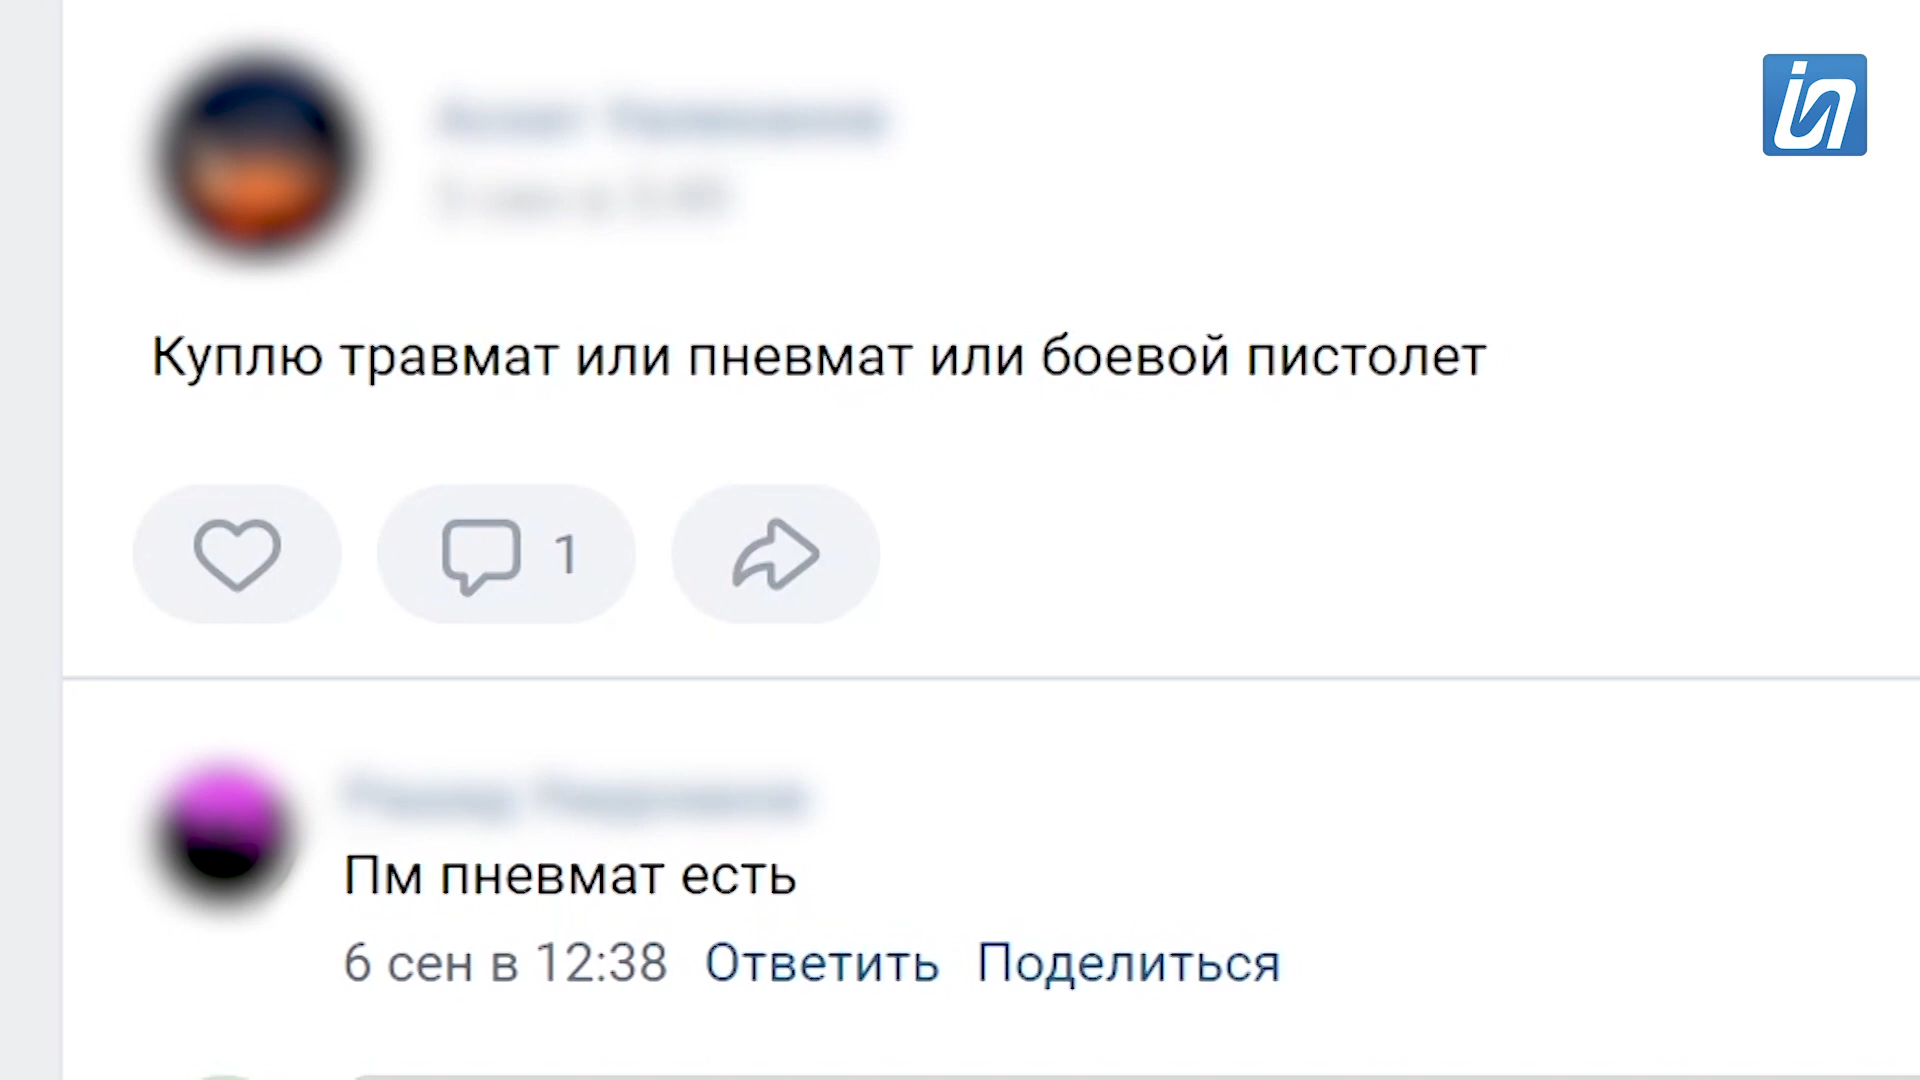 Куплю травмат или пневмат или боевой пистолет
1
Пм пневмат есть
6 сен в 12:38 Ответить Поделиться